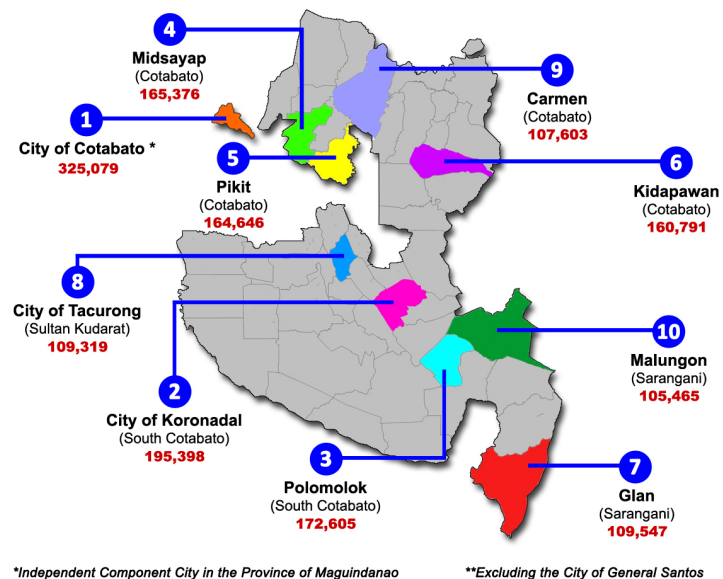 4
Midsayap
(Cotabato)
165,376
9
Carmen
(Cotabato)
107,603
1
City of Cotabato *
325,079
5
Pikit
(Cotabato)
164,646
6
Kidapawan
(Cotabato)
160,791
8
City of Tacurong
(Sultan Kudarat)
109,319
10
Malungon
(Sarangani)
105,465
2
City of Koronadal
(South Cotabato)
195,398
3
Polomolok
(South Cotabato)
172,605
7
Glan
(Sarangani)
109,547
*Independent Component City in the Province of Maguindanao
**Excluding the City of General Santos